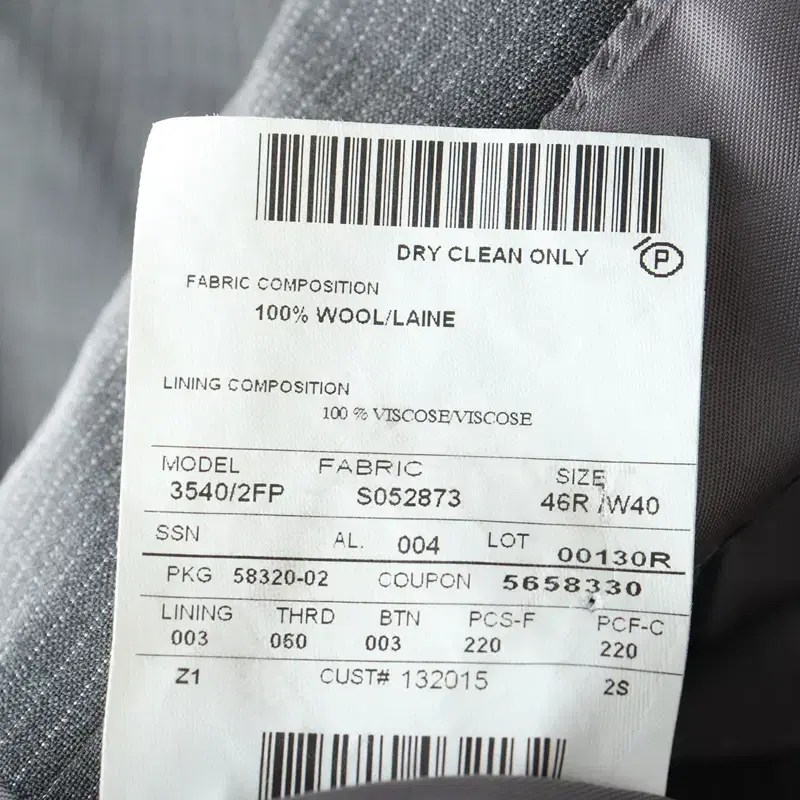 DRY CLEAN ONLY P
FABRIC COMPOSITION
100% WOOL/LAINE
LINING COMPOSITION
100 % VISCOSE/VISCOSE
MODEL FABRIC SIZE
3540/2FP S052873 46R /W40
SSN AL. 004 LOT 00130R
PKG 58320-02 COUPON 5658330
LINING THRD BTN PCS-F PCF-C
003 060 003 220 220
Z1 CUST# 132015 2S